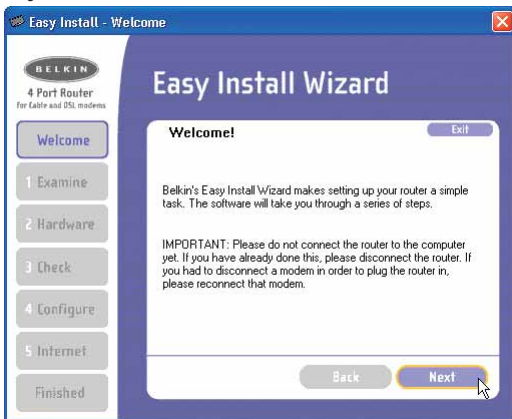 Easy Install - Welcome
BELKIN
4 Port Router
for Cable and DSL modems
Easy Install Wizard
Welcome
1 Examine
2 Hardware
3 Check
4 Configure
5 Internet
Finished
Welcome!
Exit
Belkin's Easy Install Wizard makes setting up your router a simple
task. The software will take you through a series of steps.
IMPORTANT: Please do not connect the router to the computer
yet. If you have already done this, please disconnect the router. If
you had to disconnect a modem in order to plug the router in,
please reconnect that modem.
Back
Next